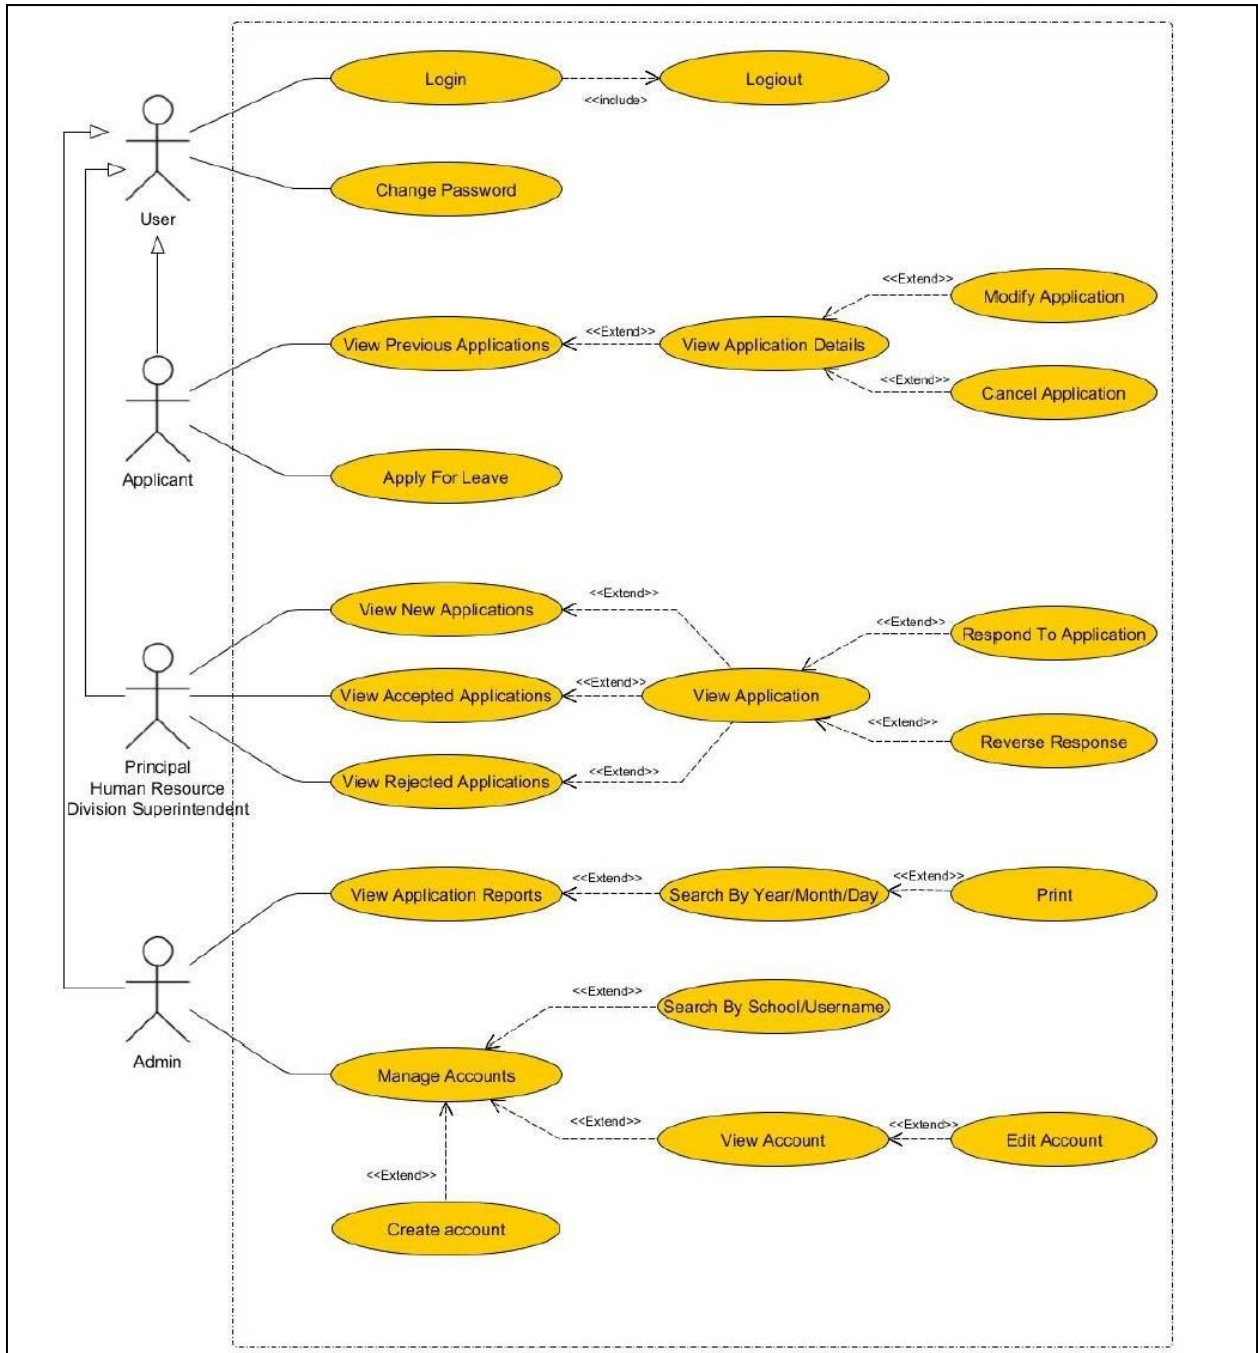 Login
Logiout
<<include>
Change Password
User
<<Extend>>
Modify Application
<<Extend>>
View Previous Applications
View Application Details
<<Extend>>
Cancel Application
Applicant
Apply For Leave
<<Extend>>
View New Applications
<<Extend>>
Respond To Application
<<Extend>>
View Accepted Applications
View Application
<<Extend>>
Reverse Response
Principal
Human Resource
Division Superintendent
<<Extend>>
View Rejected Applications
<<Extend>>
<<Extend>>
View Application Reports
Search By Year/Month/Day
Print
<<Extend>>
Search By School/Username
Admin
Manage Accounts
<<Extend>>
<<Extend>>
View Account
Edit Account
<<Extend>>
Create account